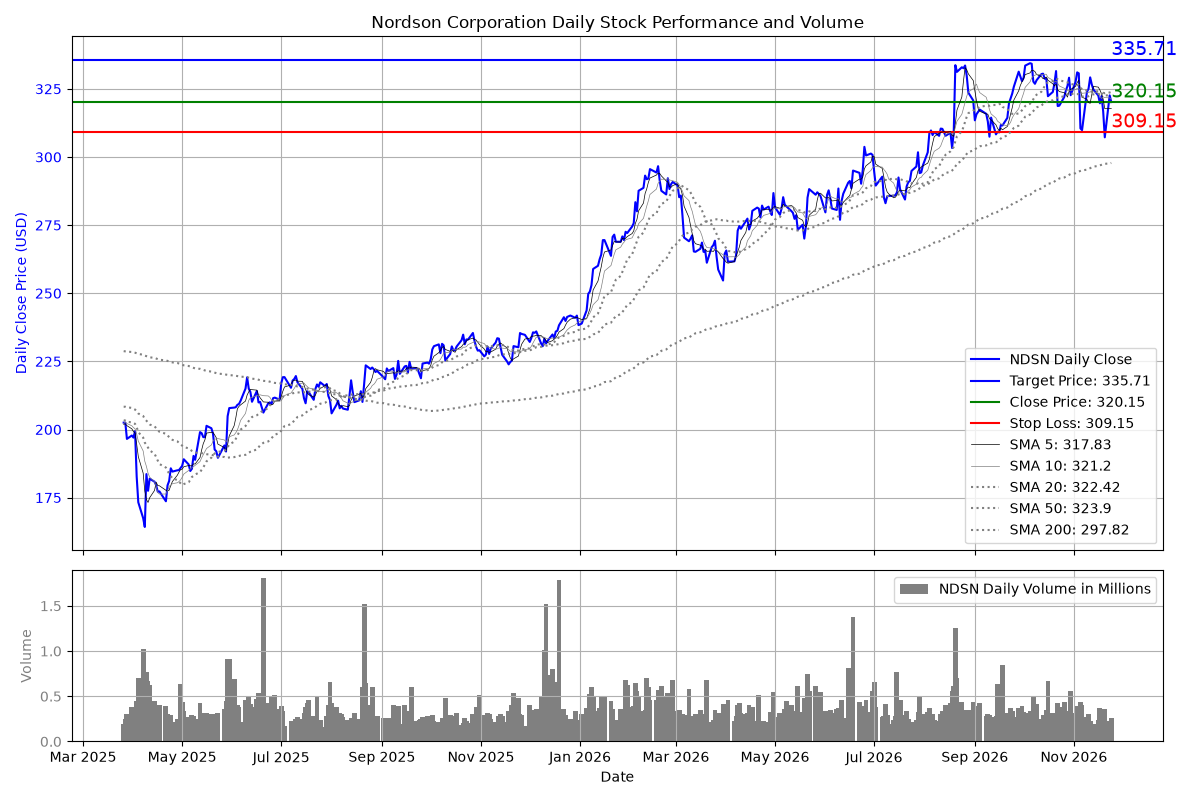 Nordson Corporation Daily Stock Performance and Volume
335.71
320.15
309.15
Daily Close Price (USD)
325
300
275
250
225
200
175
NDSN Daily Close
Target Price: 335.71
Close Price: 320.15
Stop Loss: 309.15
SMA 5: 317.83
SMA 10: 321.2
SMA 20: 322.42
SMA 50: 323.9
SMA 200: 297.82
NDSN Daily Volume in Millions
Volume
1.5
1.0
0.5
0.0
Mar 2025 May 2025 Jul 2025 Sep 2025 Nov 2025 Jan 2026 Mar 2026 May 2026 Jul 2026 Sep 2026 Nov 2026
Date